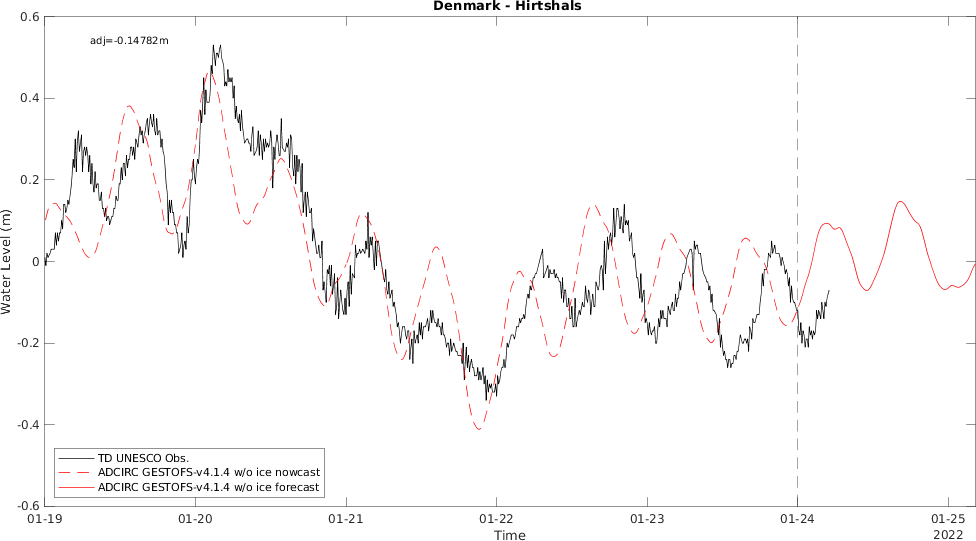 Denmark - Hirtshals
adj=-0.14782m
0.6
0.4
0.2
0
-0.2
-0.4
-0.6
Water Level (m)
TD UNESCO Obs.
ADCIRC GESTOFS-v4.1.4 w/o ice nowcast
ADCIRC GESTOFS-v4.1.4 w/o ice forecast
01-19 01-20 01-21 01-22 01-23 01-24 01-25
Time
2022